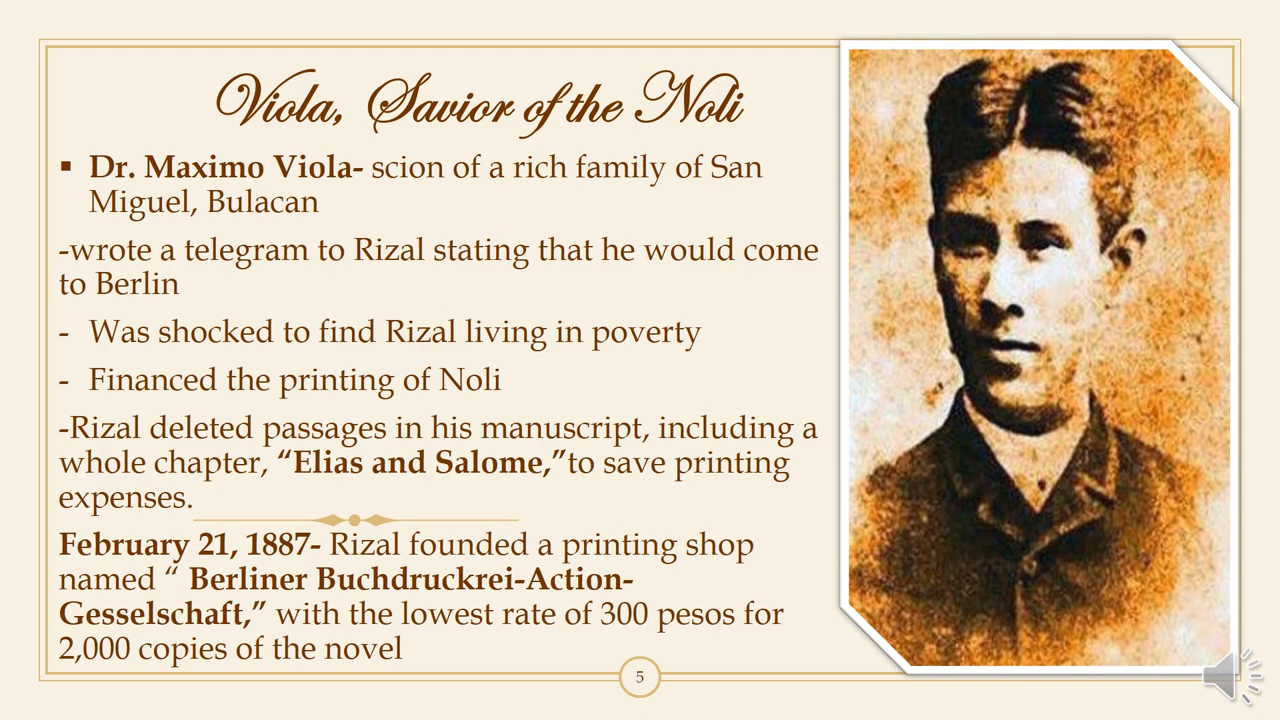 Viola, Savior of the Noli
▪ Dr. Maximo Viola- scion of a rich family of San
Miguel, Bulacan
-wrote a telegram to Rizal stating that he would come
to Berlin
- Was shocked to find Rizal living in poverty
- Financed the printing of Noli
-Rizal deleted passages in his manuscript, including a
whole chapter, “Elias and Salome,”to save printing
expenses.
February 21, 1887- Rizal founded a printing shop
named “ Berliner Buchdruckrei-Action-
Gesselschaft,” with the lowest rate of 300 pesos for
2,000 copies of the novel
5